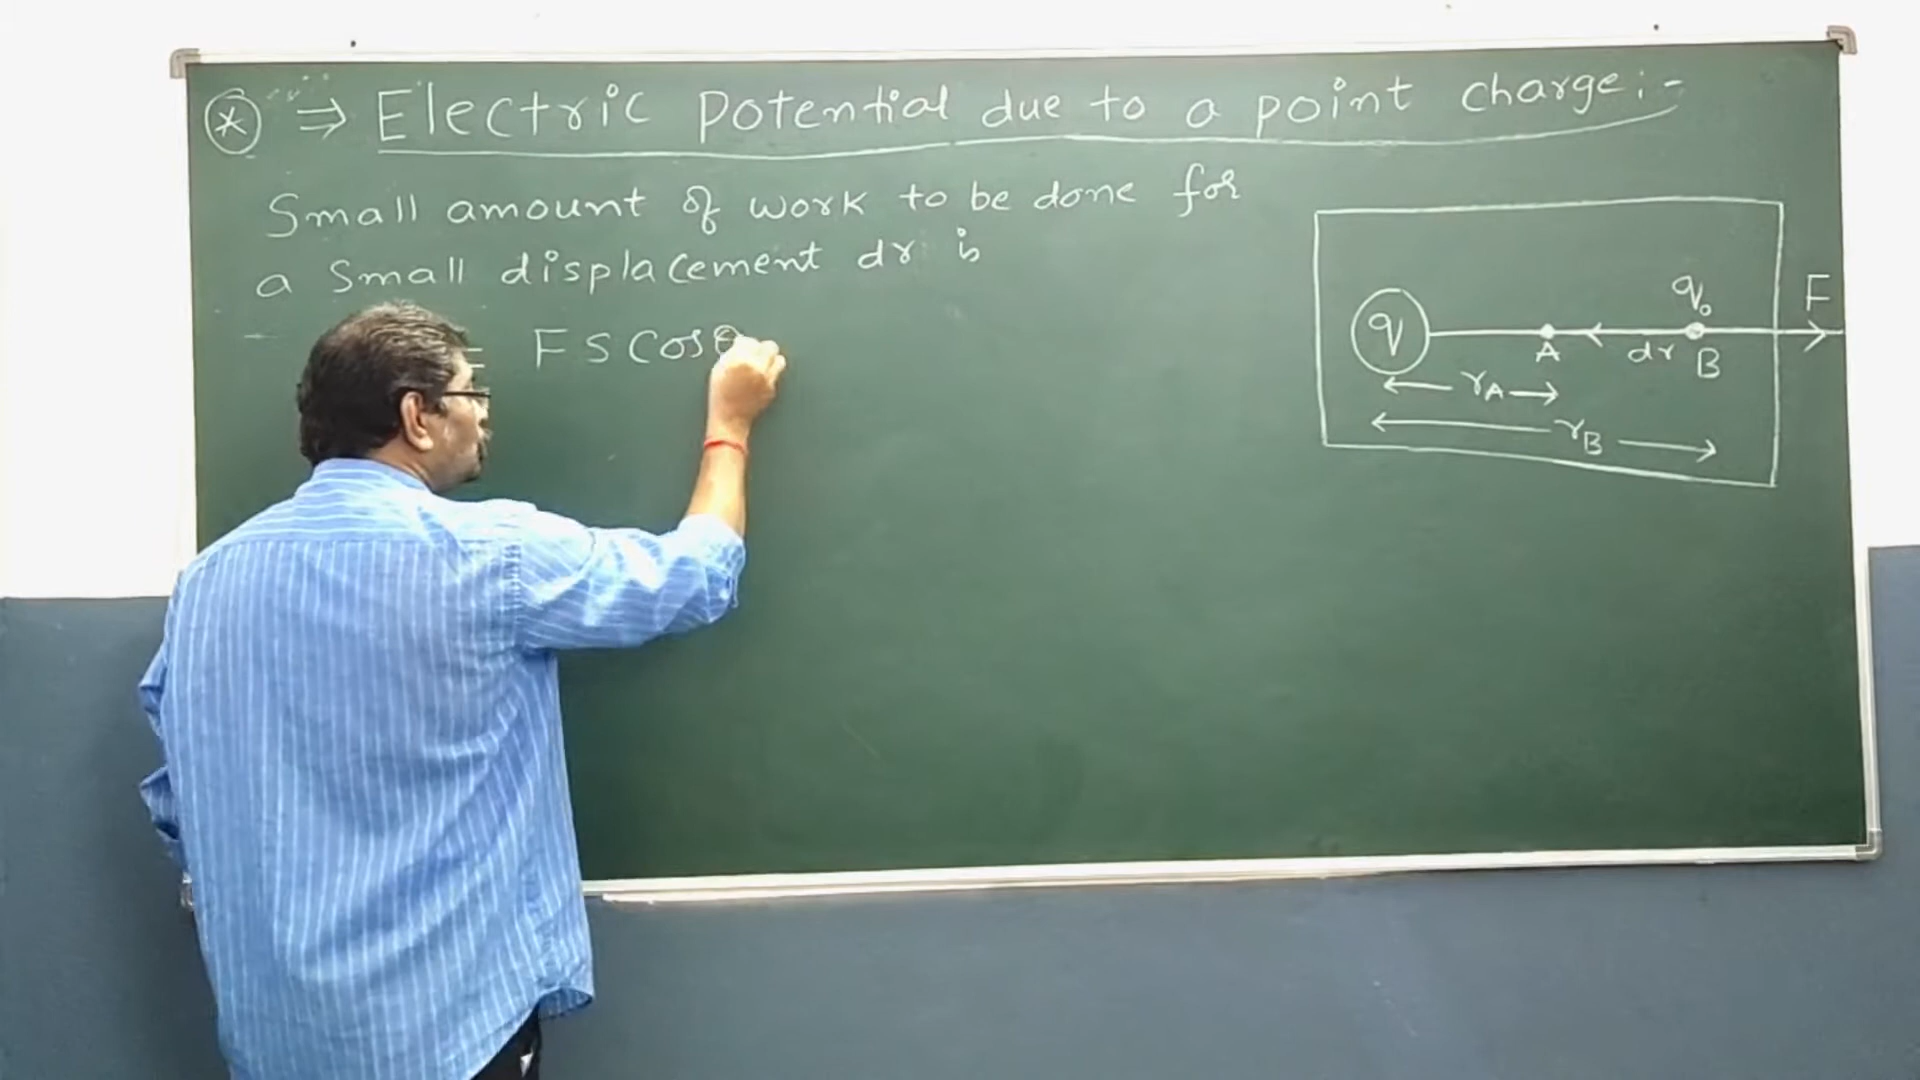 * ⇒ Electric potential due to a point charge:-
Small amount of work to be done for
a small displacement dr is
= F S Cosθ
q
A
dr
q₀
B
F
r_A
r_B